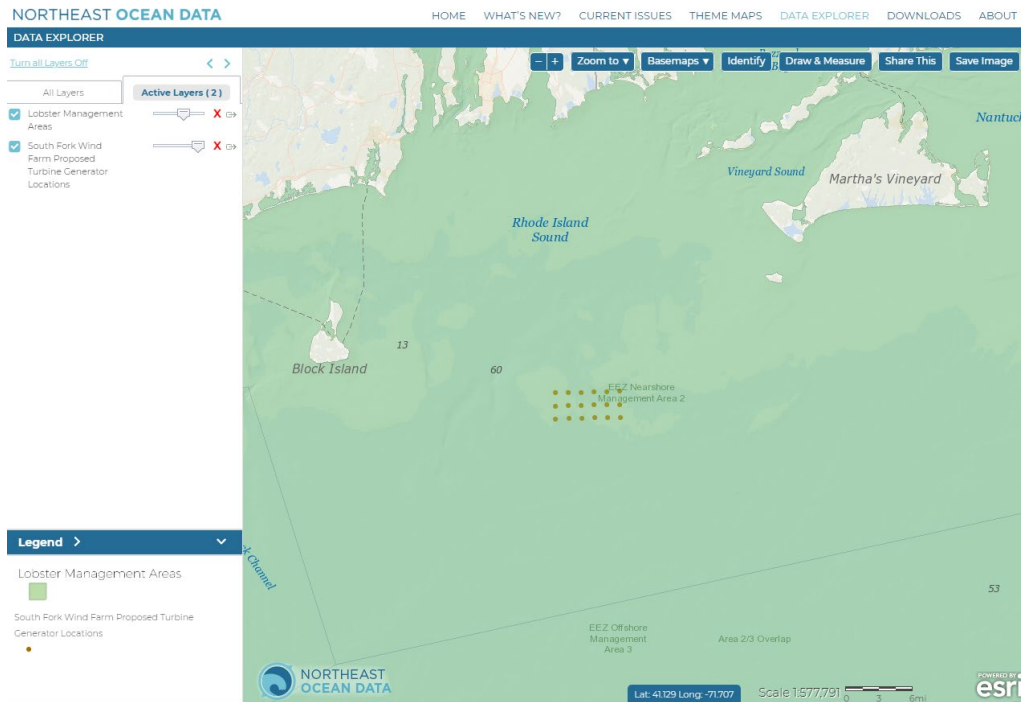 NORTHEAST OCEAN DATA
HOME WHAT'S NEW? CURRENT ISSUES THEME MAPS DATA EXPLORER DOWNLOADS ABOUT
DATA EXPLORER
Turn all Layers Off
< >
All Layers
Active Layers ( 2 )
Lobster Management
Areas
X
South Fork Wind
Farm Proposed
Turbine Generator
Locations
X
− +
Zoom to ▼
Basemaps ▼
Identify
Draw & Measure
Share This
Save Image
Vineyard Sound
Martha's Vineyard
Rhode Island
Sound
13
Block Island
60
EEZ Nearshore
Management Area 2
Legend >
Lobster Management Areas
South Fork Wind Farm Proposed Turbine
Generator Locations
53
EEZ Offshore
Management
Area 3
Area 2/3 Overlap
NORTHEAST
OCEAN DATA
Lat: 41.129 Long: -71.707
Scale 1:577,791
0 3 6mi
POWERED BY
esri